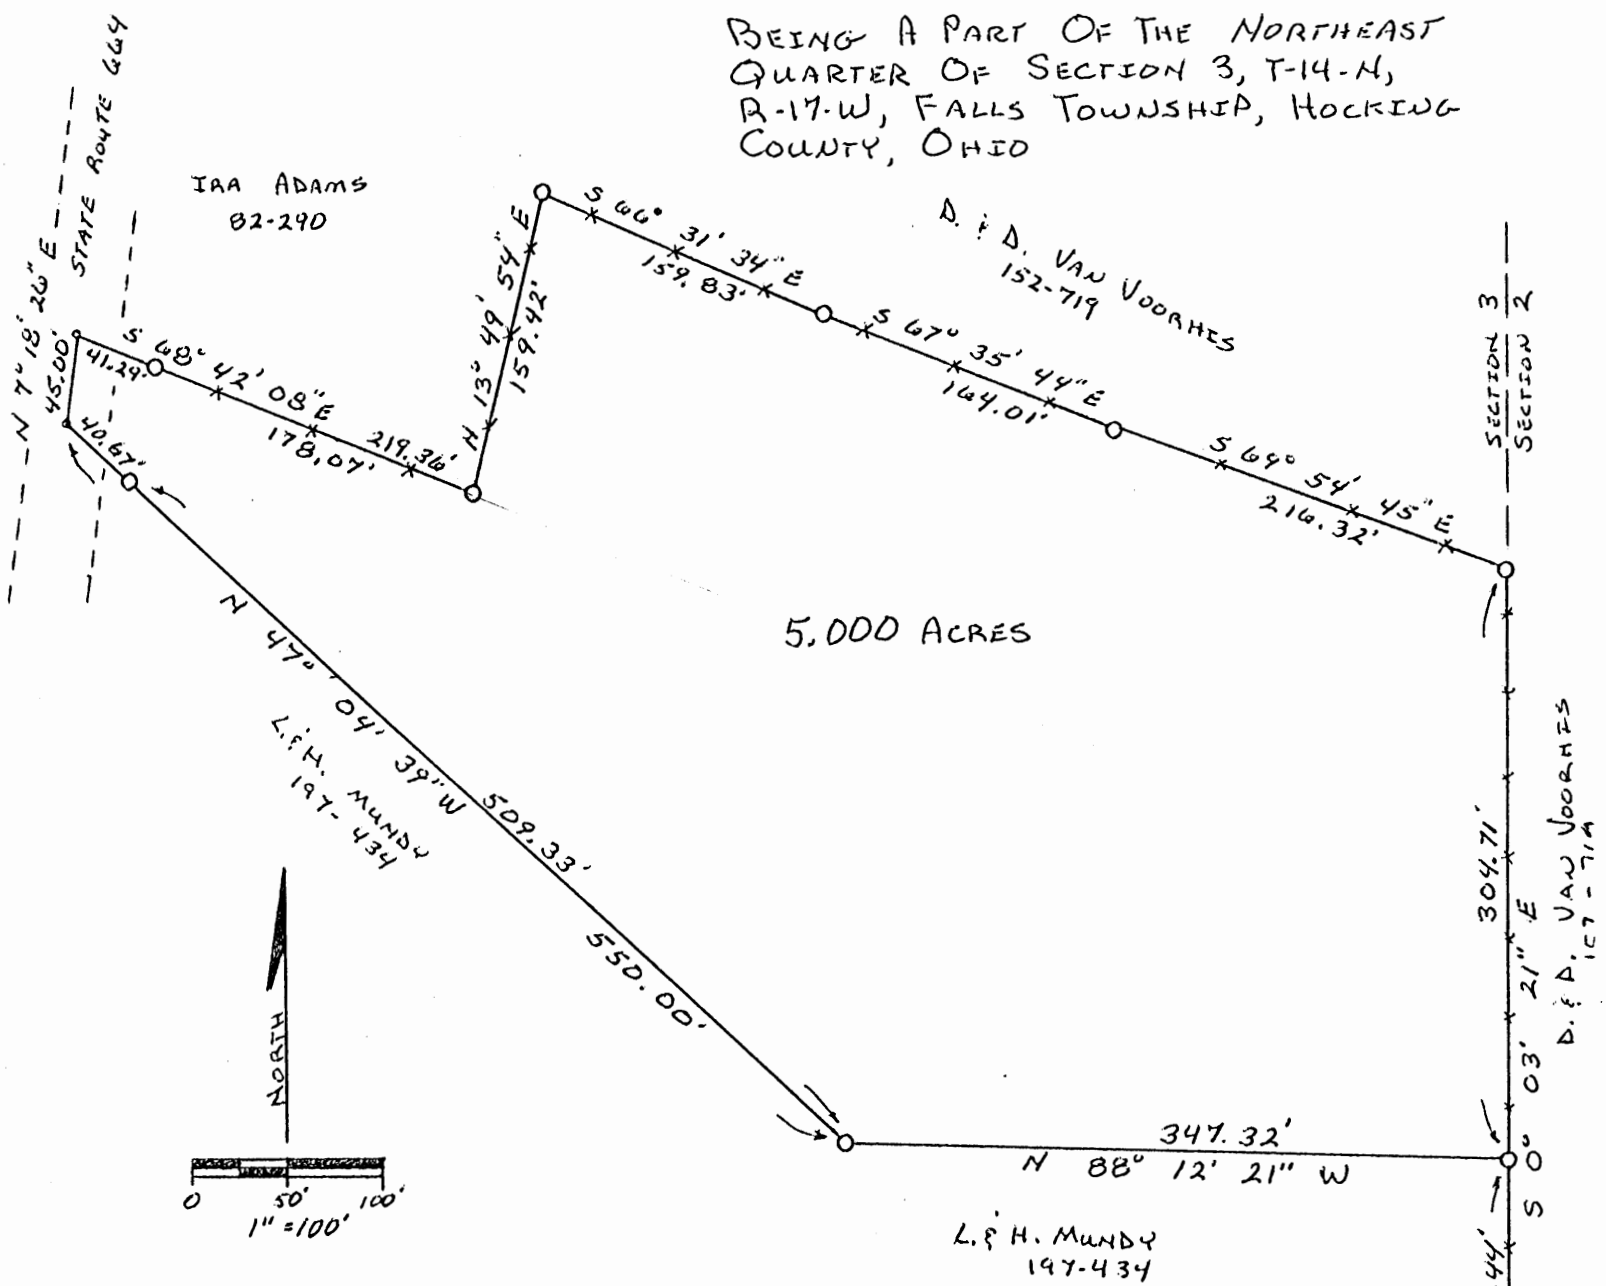 BEING A PART OF THE NORTHEAST
QUARTER OF SECTION 3, T-14-N,
R-17-W, FALLS TOWNSHIP, HOCKING
COUNTY, OHIO
STATE ROUTE 664
IRA ADAMS
82-290
N 7° 18' 26" E
45.00'
41.29'
S 68° 42' 08" E
178.07'
219.36'
40.67'
N 13° 49' 54" E
159.42'
S 66° 31' 34" E
159.83'
D. & D. VAN VOORHIS
152-719
S 67° 35' 44" E
164.01'
S 69° 54' 45" E
216.32'
SECTION 3
SECTION 2
5.000 ACRES
N 47° 04' 39" W
509.33'
550.00'
L. & H. MUNDY
197-434
304.71'
S 0° 03' 21" E
D. & D. VAN VOORHIS
347.32'
N 88° 12' 21" W
L. & H. MUNDY
197-434
44'
NORTH
0 50' 100'
1" = 100'